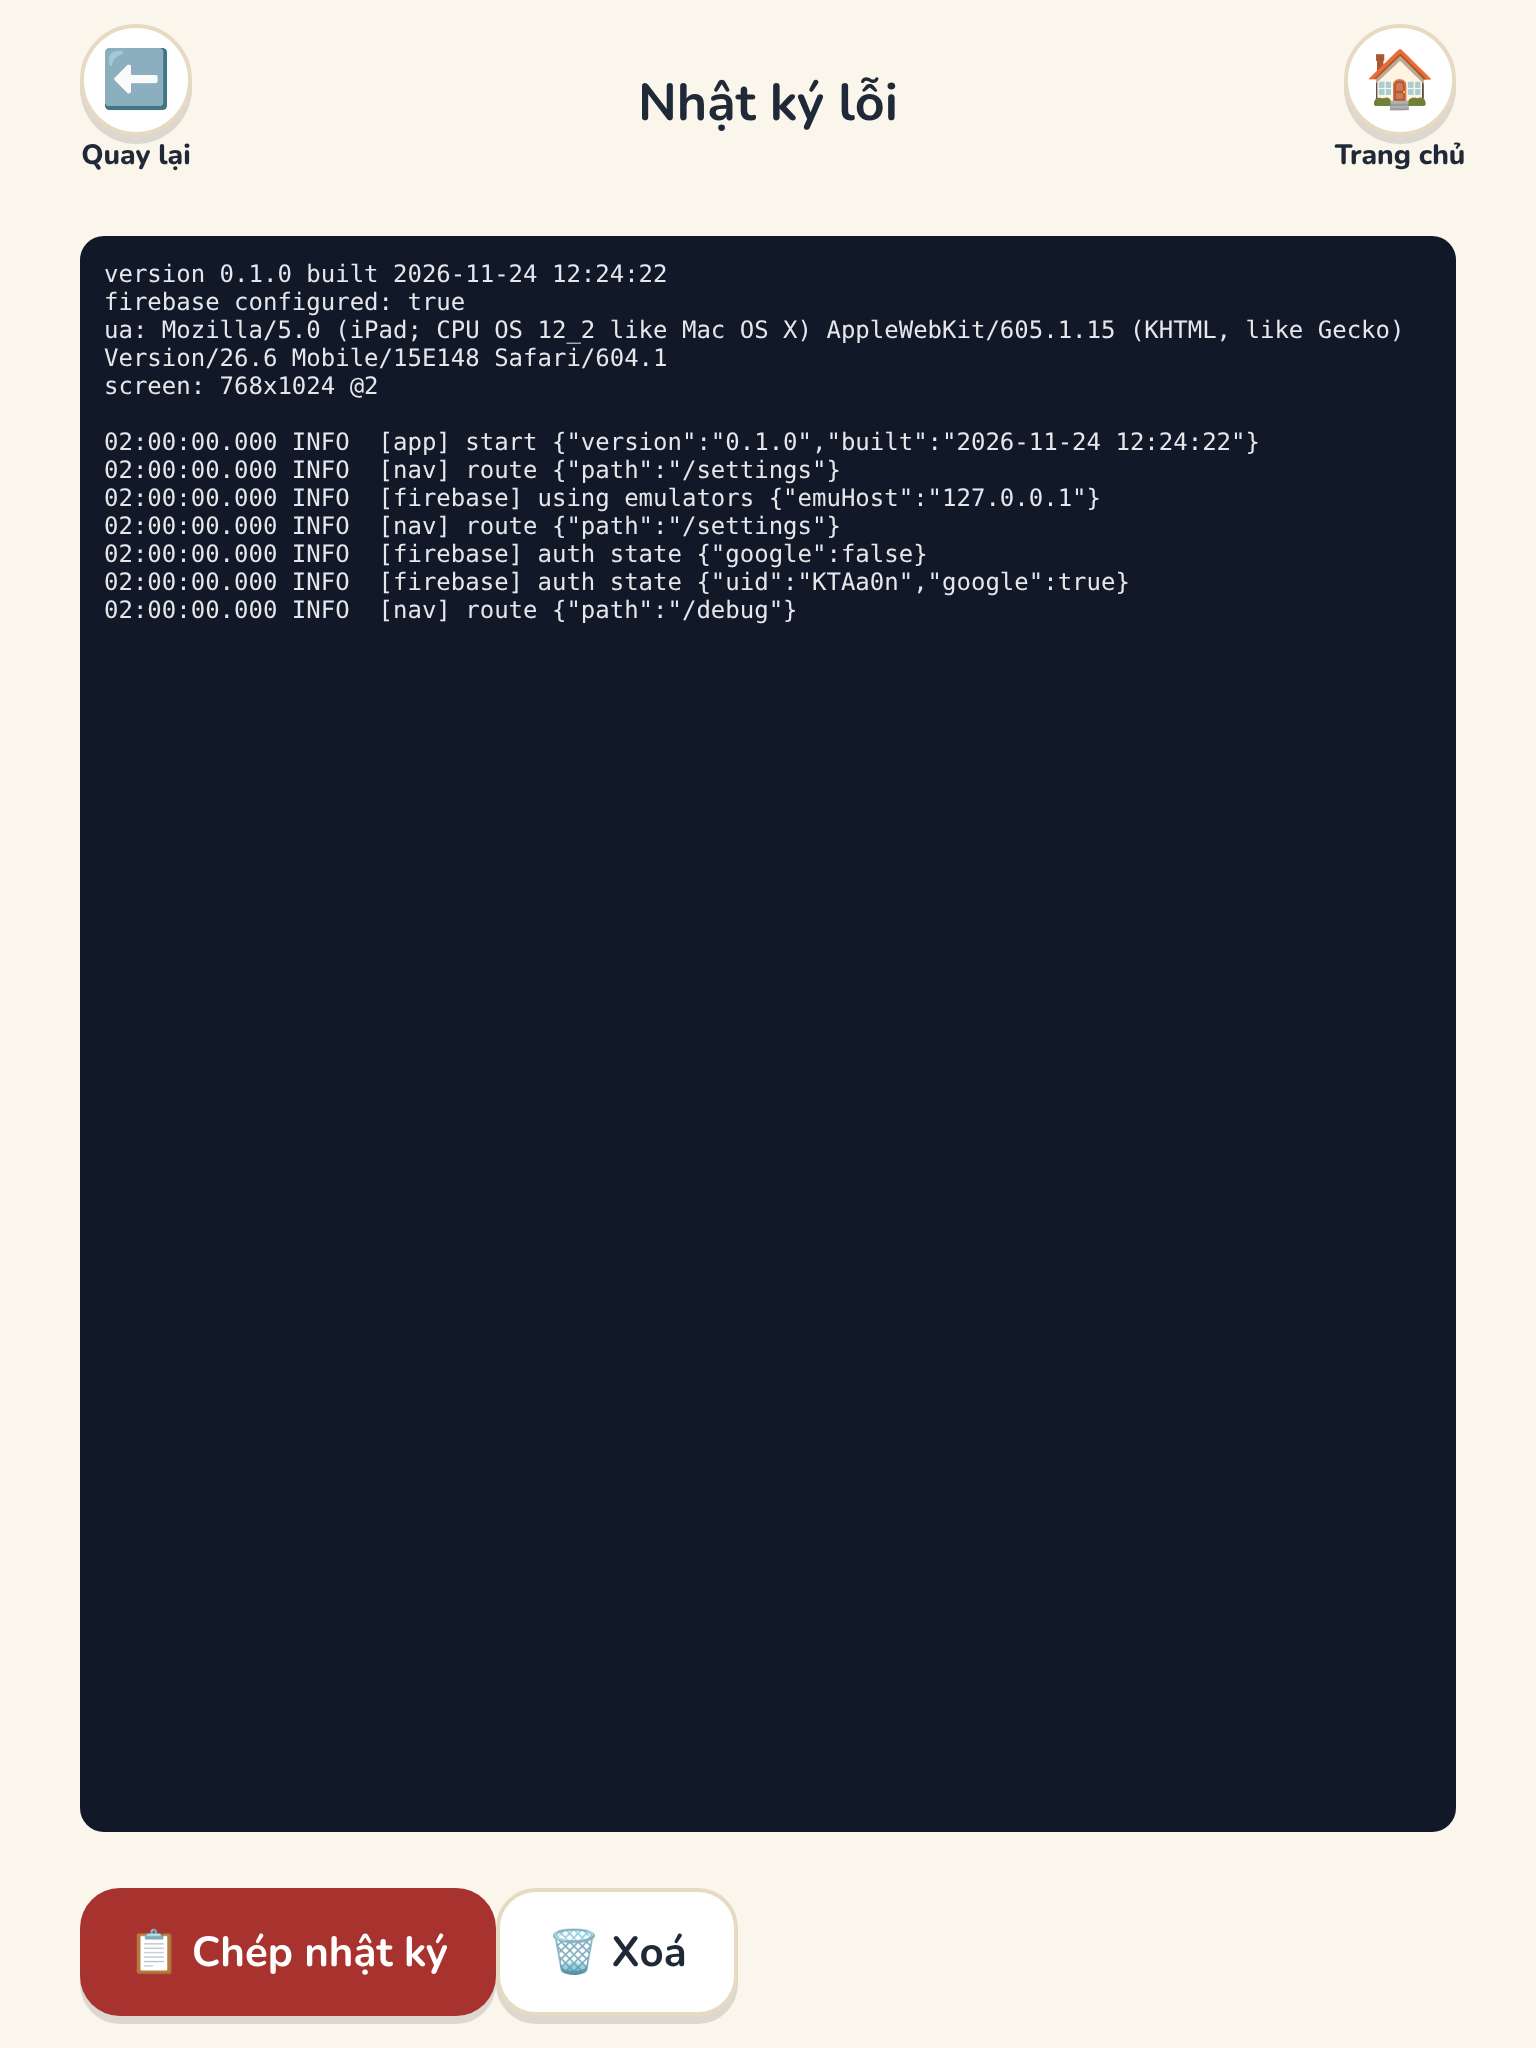 Nhật ký lỗi
Quay lại
Trang chủ
version 0.1.0 built 2026-11-24 12:24:22
firebase configured: true
ua: Mozilla/5.0 (iPad; CPU OS 12_2 like Mac OS X) AppleWebKit/605.1.15 (KHTML, like Gecko)
Version/26.6 Mobile/15E148 Safari/604.1
screen: 768x1024 @2
02:00:00.000 INFO  [app] start {"version":"0.1.0","built":"2026-11-24 12:24:22"}
02:00:00.000 INFO  [nav] route {"path":"/settings"}
02:00:00.000 INFO  [firebase] using emulators {"emuHost":"127.0.0.1"}
02:00:00.000 INFO  [nav] route {"path":"/settings"}
02:00:00.000 INFO  [firebase] auth state {"google":false}
02:00:00.000 INFO  [firebase] auth state {"uid":"KTAa0n","google":true}
02:00:00.000 INFO  [nav] route {"path":"/debug"}
Chép nhật ký
Xoá